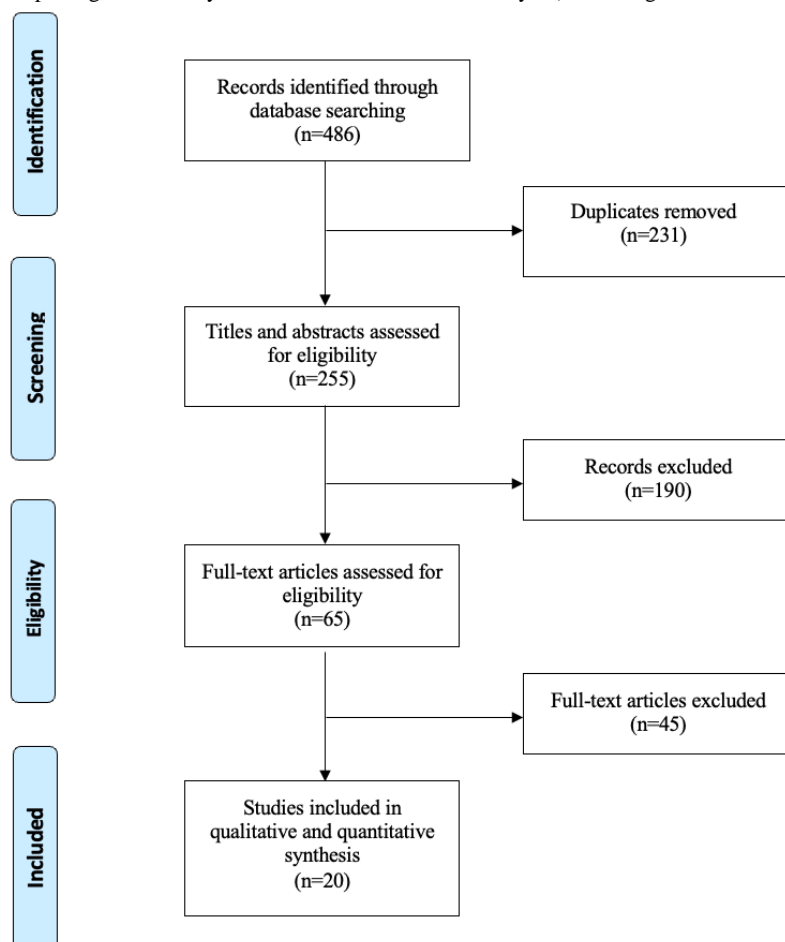 Identification
Records identified through
database searching
(n=486)
Duplicates removed
(n=231)
Screening
Titles and abstracts assessed
for eligibility
(n=255)
Records excluded
(n=190)
Eligibility
Full-text articles assessed for
eligibility
(n=65)
Full-text articles excluded
(n=45)
Included
Studies included in
qualitative and quantitative
synthesis
(n=20)